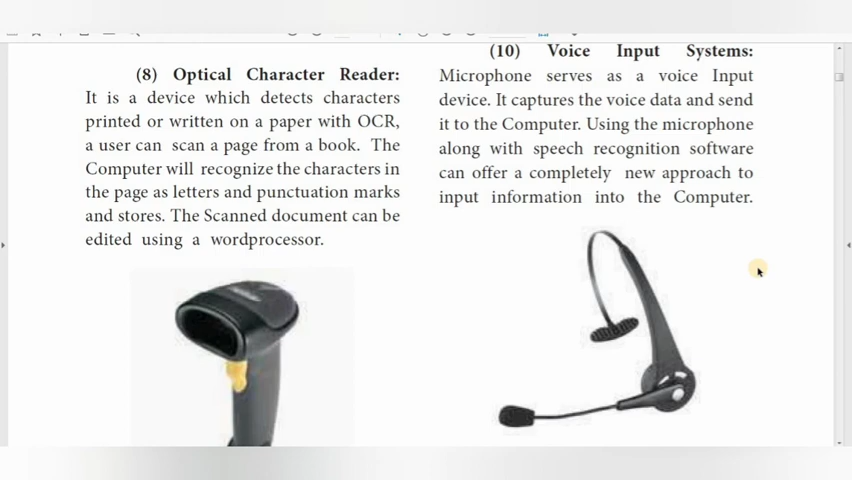 (8) Optical Character Reader:
It is a device which detects characters
printed or written on a paper with OCR,
a user can scan a page from a book. The
Computer will recognize the characters in
the page as letters and punctuation marks
and stores. The Scanned document can be
edited using a wordprocessor.
(10) Voice Input Systems:
Microphone serves as a voice Input
device. It captures the voice data and send
it to the Computer. Using the microphone
along with speech recognition software
can offer a completely new approach to
input information into the Computer.